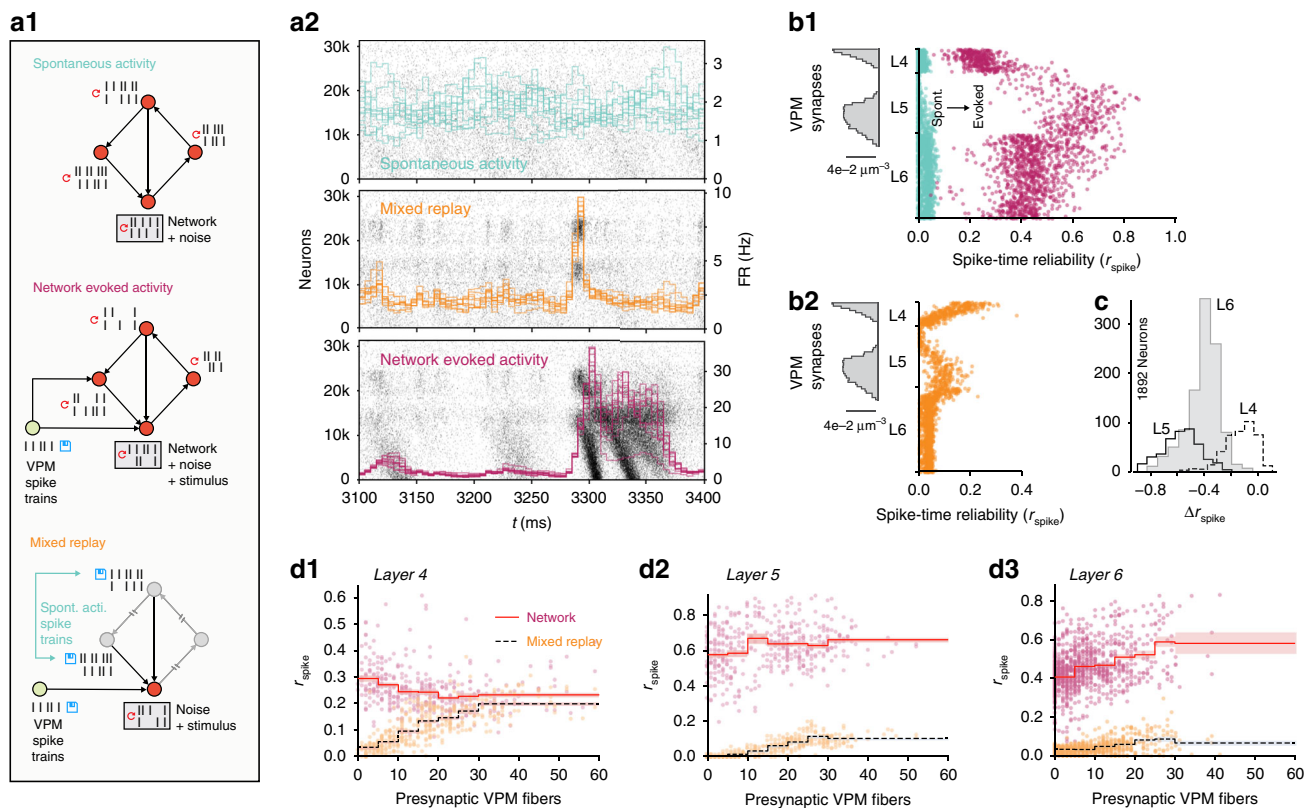 a1
Spontaneous activity
Network
+ noise
Network evoked activity
VPM
spike
trains
Network
+ noise
+ stimulus
Mixed replay
Spont. acti.
spike
trains
VPM
spike
trains
Noise
+ stimulus
a2
30k
20k
10k
0
3
2
1
0
Spontaneous activity
30k
20k
10k
0
10
5
0
Mixed replay
Neurons
FR (Hz)
30k
20k
10k
0
30
20
10
0
Network evoked activity
3100 3150 3200 3250 3300 3350 3400
t (ms)
b1
VPM
synapses
4e–2 μm⁻³
L4
L5
L6
Spont.
Evoked
0.0 0.2 0.4 0.6 0.8 1.0
Spike-time reliability (rspike)
b2
VPM
synapses
4e–2 μm⁻³
L4
L5
L6
0.0 0.2 0.4
Spike-time reliability (rspike)
c
1892 Neurons
300
200
100
0
L6
L5
L4
–0.8 –0.4 0.0
Δrspike
d1
Layer 4
rspike
0.6
0.5
0.4
0.3
0.2
0.1
0.0
Network
Mixed replay
0 10 20 30 40 50 60
Presynaptic VPM fibers
d2
Layer 5
rspike
0.8
0.6
0.4
0.2
0.0
0 10 20 30 40 50 60
Presynaptic VPM fibers
d3
Layer 6
rspike
0.8
0.6
0.4
0.2
0.0
0 10 20 30 40 50 60
Presynaptic VPM fibers